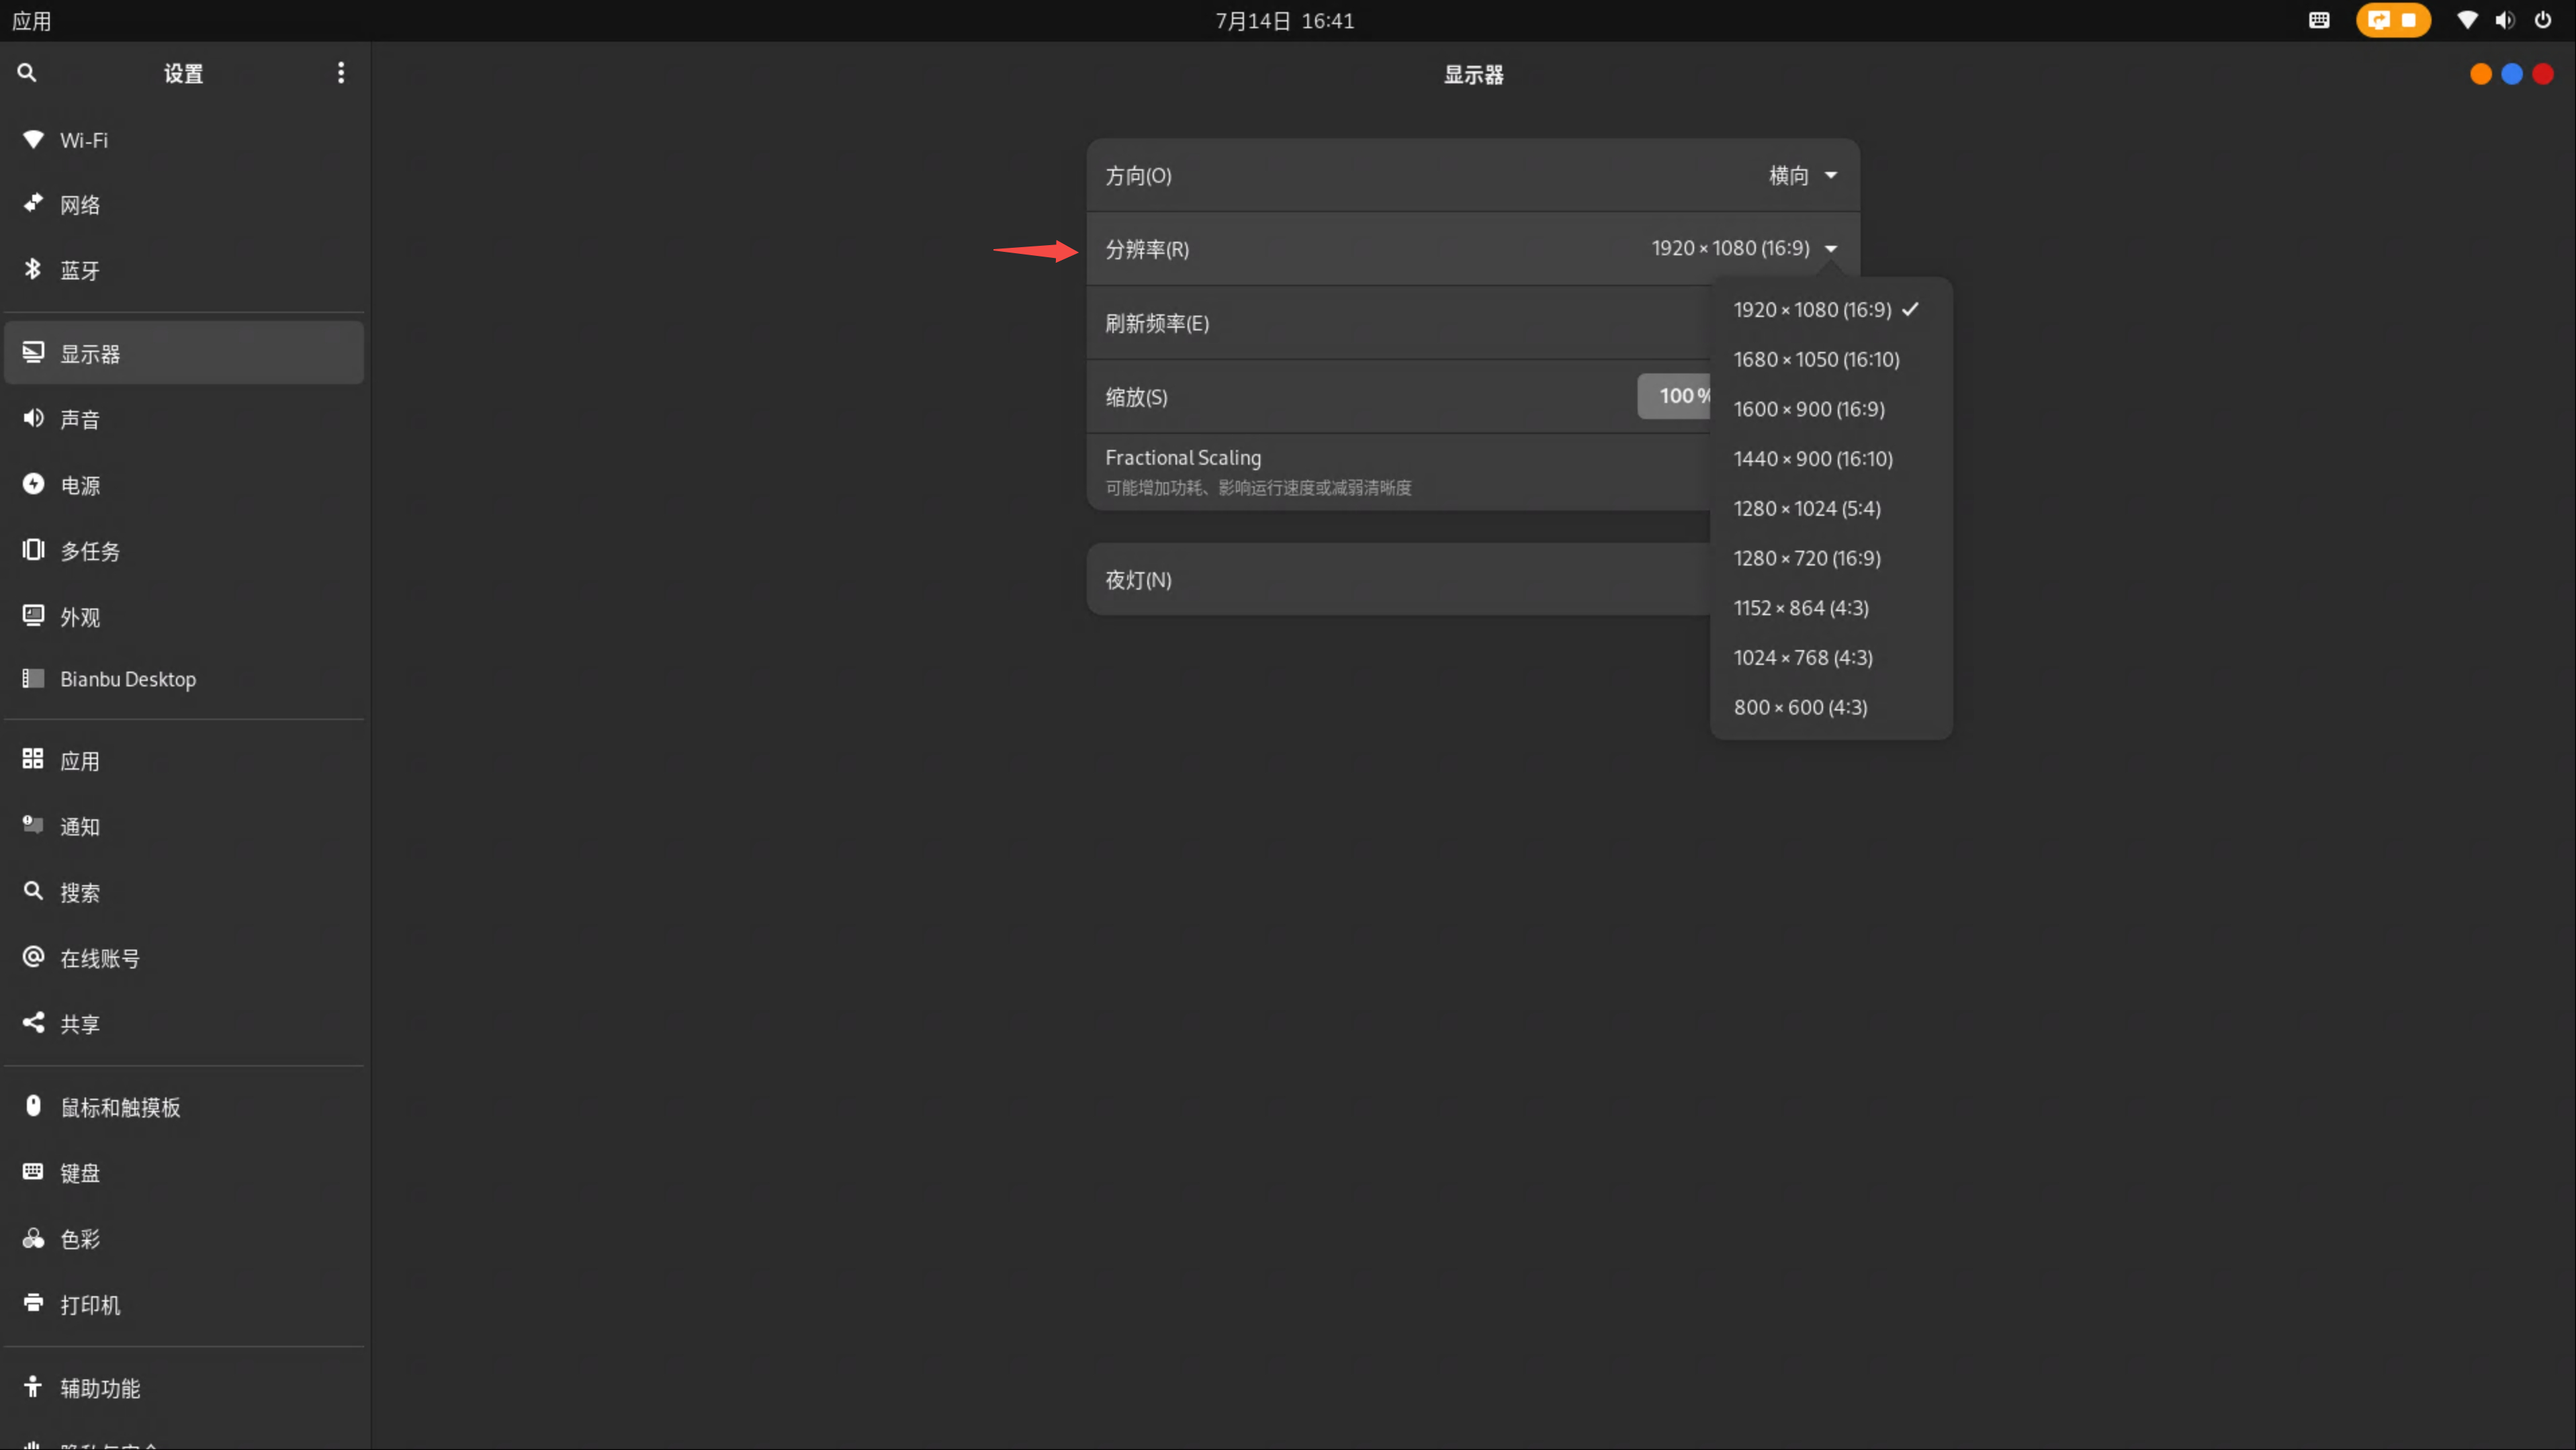 应用
7月14日 16:41
设置
显示器
Wi-Fi
网络
蓝牙
显示器
声音
电源
多任务
外观
Bianbu Desktop
应用
通知
搜索
在线账号
共享
鼠标和触摸板
键盘
色彩
打印机
辅助功能
方向(O)
横向
分辨率(R)
1920 × 1080 (16:9)
刷新频率(E)
缩放(S)
100 %
Fractional Scaling
可能增加功耗、影响运行速度或减弱清晰度
夜灯(N)
1920 × 1080 (16:9)
1680 × 1050 (16:10)
1600 × 900 (16:9)
1440 × 900 (16:10)
1280 × 1024 (5:4)
1280 × 720 (16:9)
1152 × 864 (4:3)
1024 × 768 (4:3)
800 × 600 (4:3)